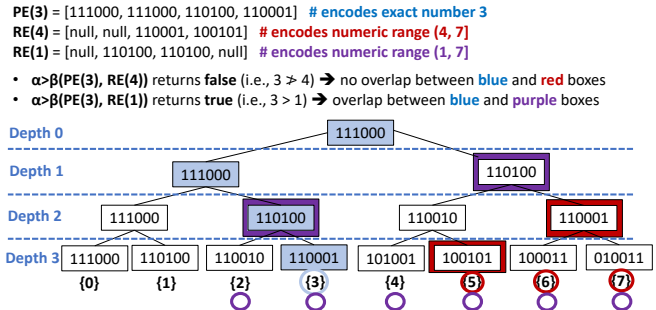 PE(3) = [111000, 111000, 110100, 110001]  # encodes exact number 3
RE(4) = [null, null, 110001, 100101]  # encodes numeric range (4, 7]
RE(1) = [null, 110100, 110100, null]  # encodes numeric range (1, 7]
• α>β(PE(3), RE(4)) returns false (i.e., 3 ≯ 4) ➔ no overlap between blue and red boxes
• α>β(PE(3), RE(1)) returns true (i.e., 3 > 1) ➔ overlap between blue and purple boxes
Depth 0 111000
Depth 1 111000 110100
Depth 2 111000 110100 110010 110001
Depth 3 111000 110100 110010 110001 101001 100101 100011 010011
{0} {1} {2} {3} {4} {5} {6} {7}